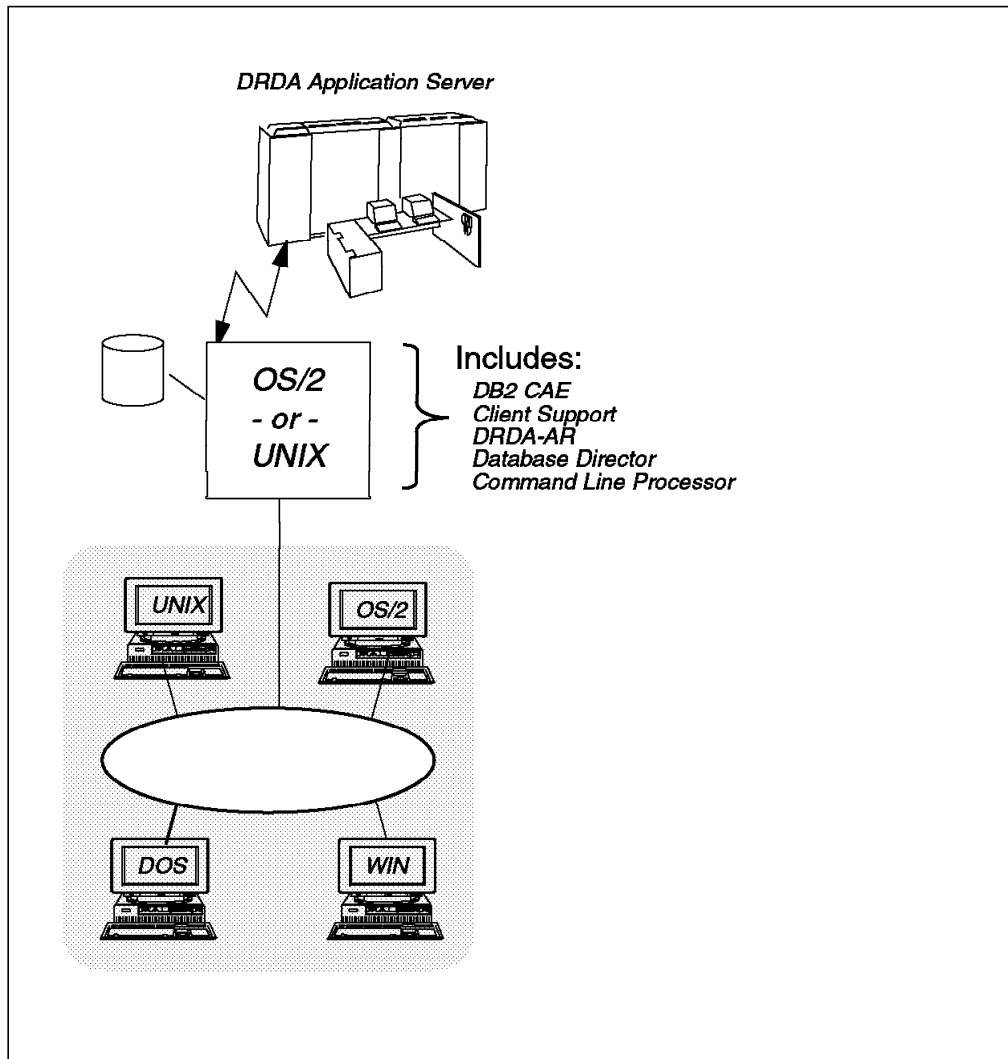 DRDA Application Server
OS/2
- or -
UNIX
Includes:
DB2 CAE
Client Support
DRDA-AR
Database Director
Command Line Processor
UNIX
OS/2
DOS
WIN